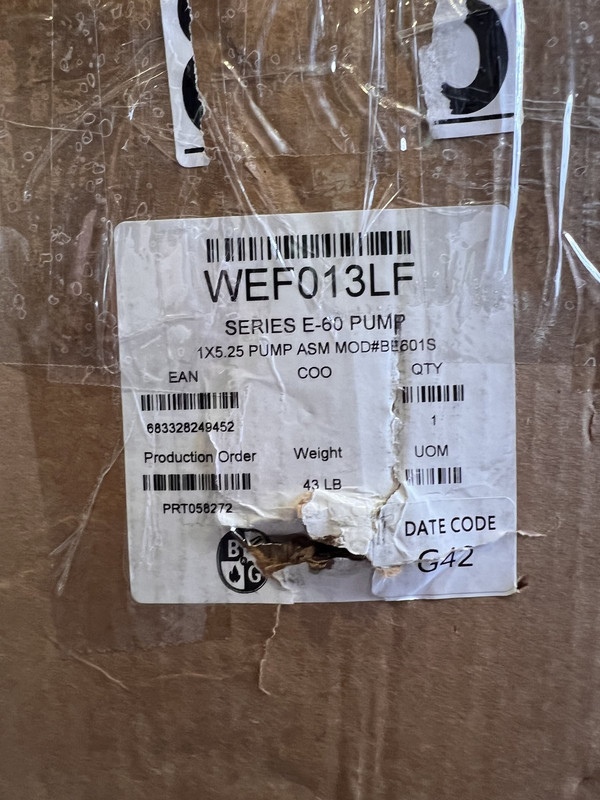 WEF013LF
SERIES E-60 PUMP
1X5.25 PUMP ASM MOD#BE601S
EAN COO QTY
683328249452 1
Production Order Weight UOM
43 LB
PRT058272
DATE CODE
B&G G42